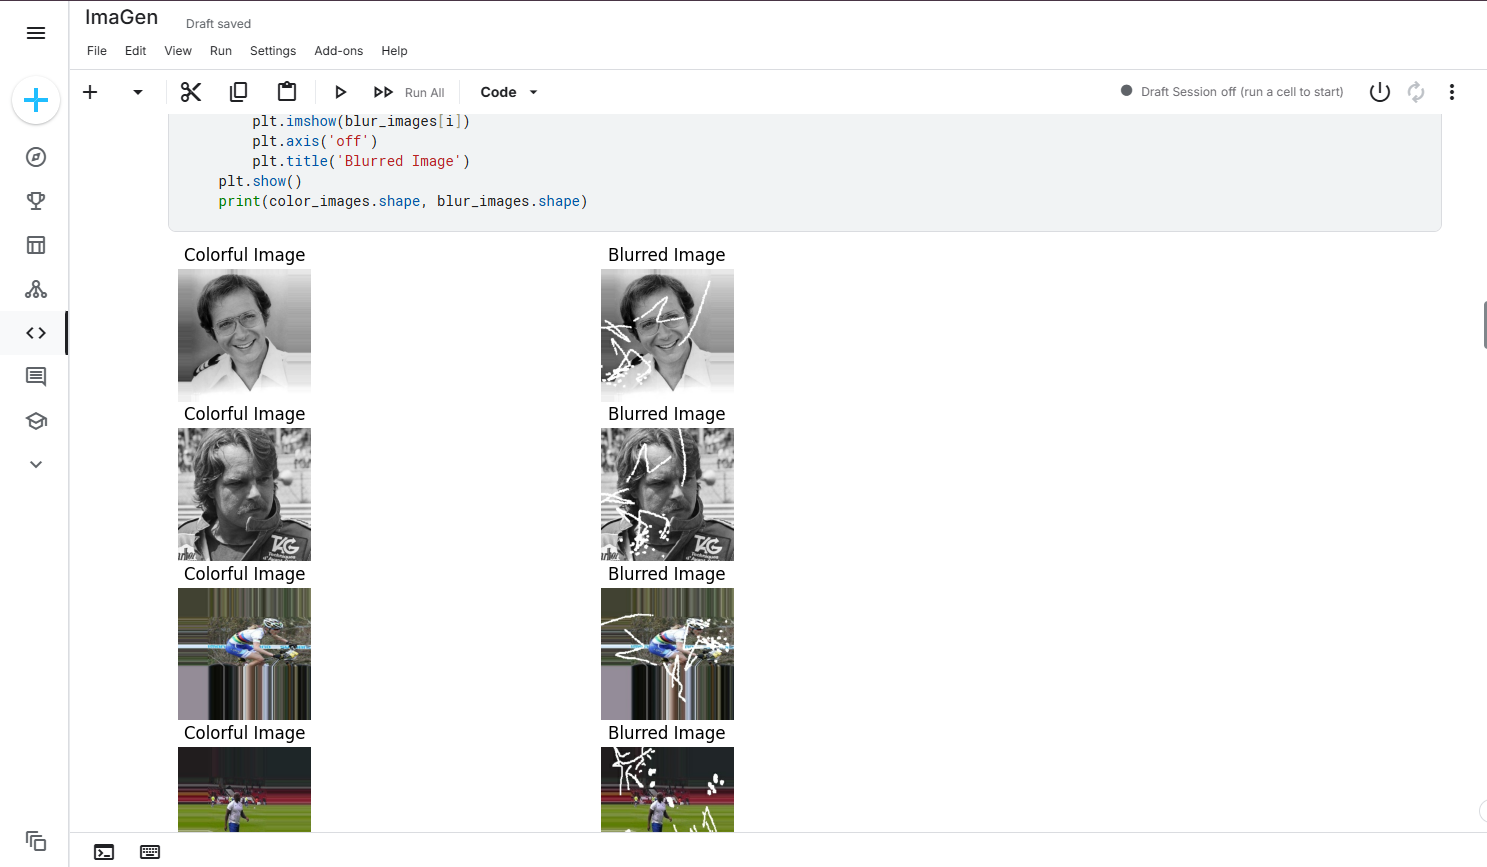 ImaGen
Draft saved
File Edit View Run Settings Add-ons Help
Run All
Code
Draft Session off (run a cell to start)
plt.imshow(blur_images[i])
plt.axis('off')
plt.title('Blurred Image')
plt.show()
print(color_images.shape, blur_images.shape)
Colorful Image Blurred Image
Colorful Image Blurred Image
TAG TAG
Colorful Image Blurred Image
Colorful Image Blurred Image